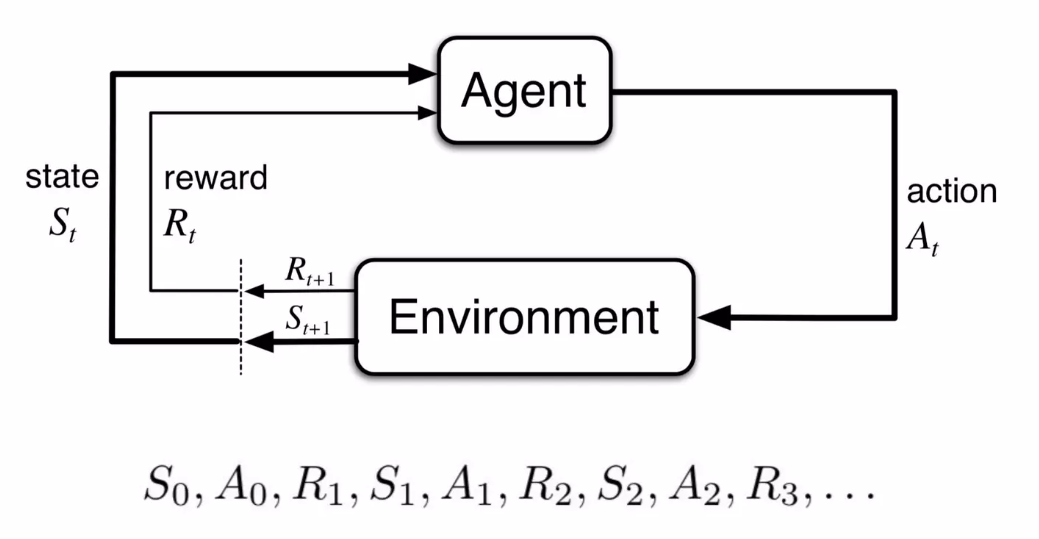 Agent
state
S_t
reward
R_t
action
A_t
R_{t+1}
S_{t+1}
Environment
S_0, A_0, R_1, S_1, A_1, R_2, S_2, A_2, R_3, . . .